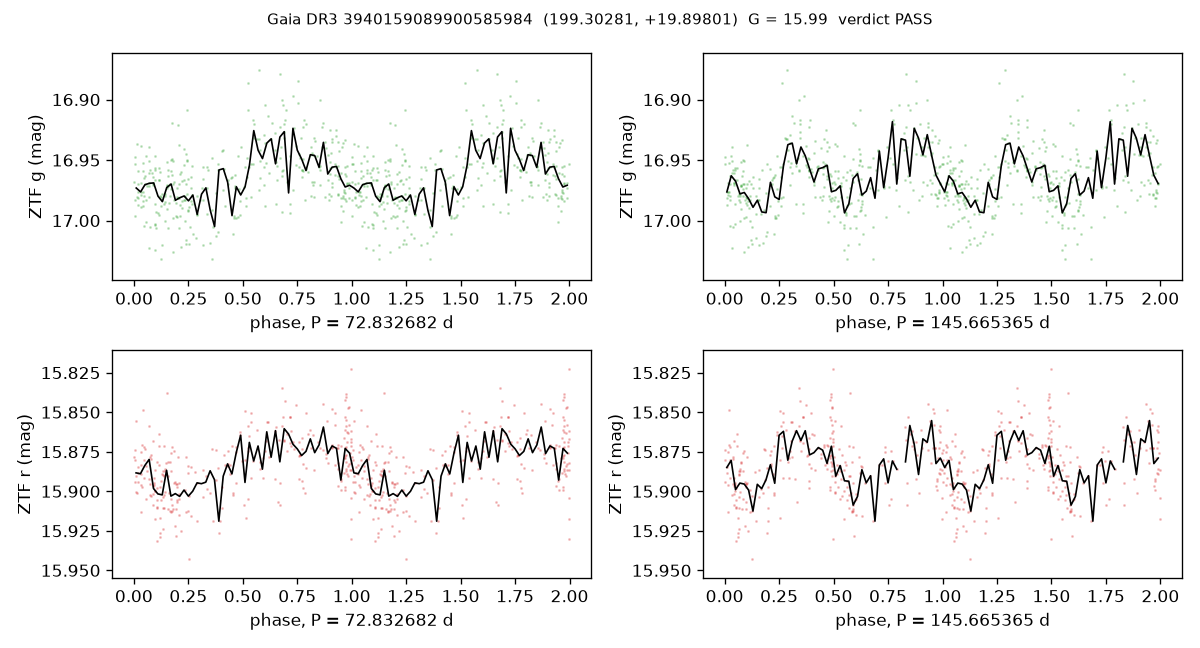 Gaia DR3 3940159089900585984 (199.30281, +19.89801) G = 15.99 verdict PASS
ZTF g (mag)
16.90
16.95
17.00
0.00 0.25 0.50 0.75 1.00 1.25 1.50 1.75 2.00
phase, P = 72.832682 d
ZTF g (mag)
16.90
16.95
17.00
0.00 0.25 0.50 0.75 1.00 1.25 1.50 1.75 2.00
phase, P = 145.665365 d
ZTF r (mag)
15.825
15.850
15.875
15.900
15.925
15.950
0.00 0.25 0.50 0.75 1.00 1.25 1.50 1.75 2.00
phase, P = 72.832682 d
ZTF r (mag)
15.825
15.850
15.875
15.900
15.925
15.950
0.00 0.25 0.50 0.75 1.00 1.25 1.50 1.75 2.00
phase, P = 145.665365 d